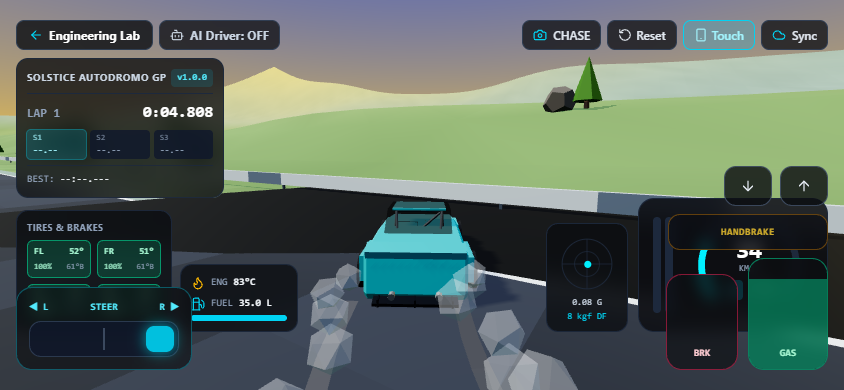 Engineering Lab
AI Driver: OFF
CHASE
Reset
Touch
Sync
SOLSTICE AUTODROMO GP v1.0.0
LAP 1 0:04.808
S1 S2 S3
--.-- --.-- --.--
BEST: --:--.---
TIRES & BRAKES
FL 52° FR 51°
100% 61°B 100% 61°B
ENG 83°C
FUEL 35.0 L
◀ L STEER R ▶
0.08 G
8 kgf DF
↓ ↑
HANDBRAKE
BRK
GAS